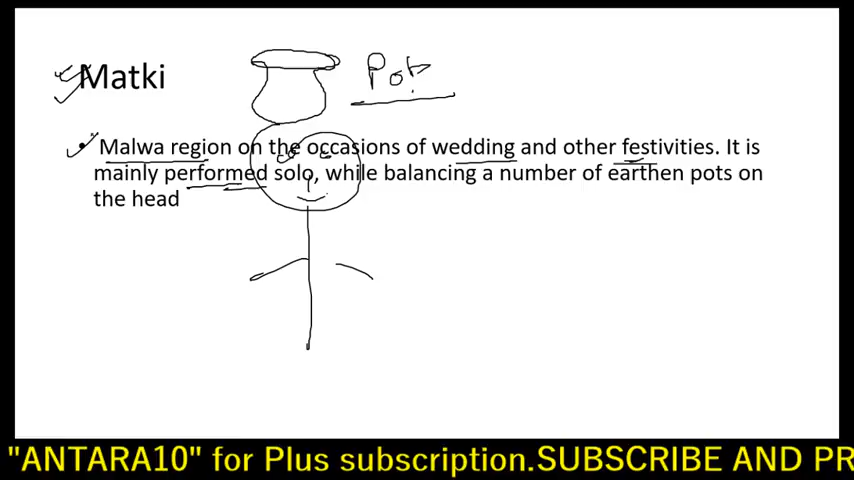 Matki
Pot
• Malwa region on the occasions of wedding and other festivities. It is
mainly performed solo, while balancing a number of earthen pots on
the head
"ANTARA10" for Plus subscription.SUBSCRIBE AND PR